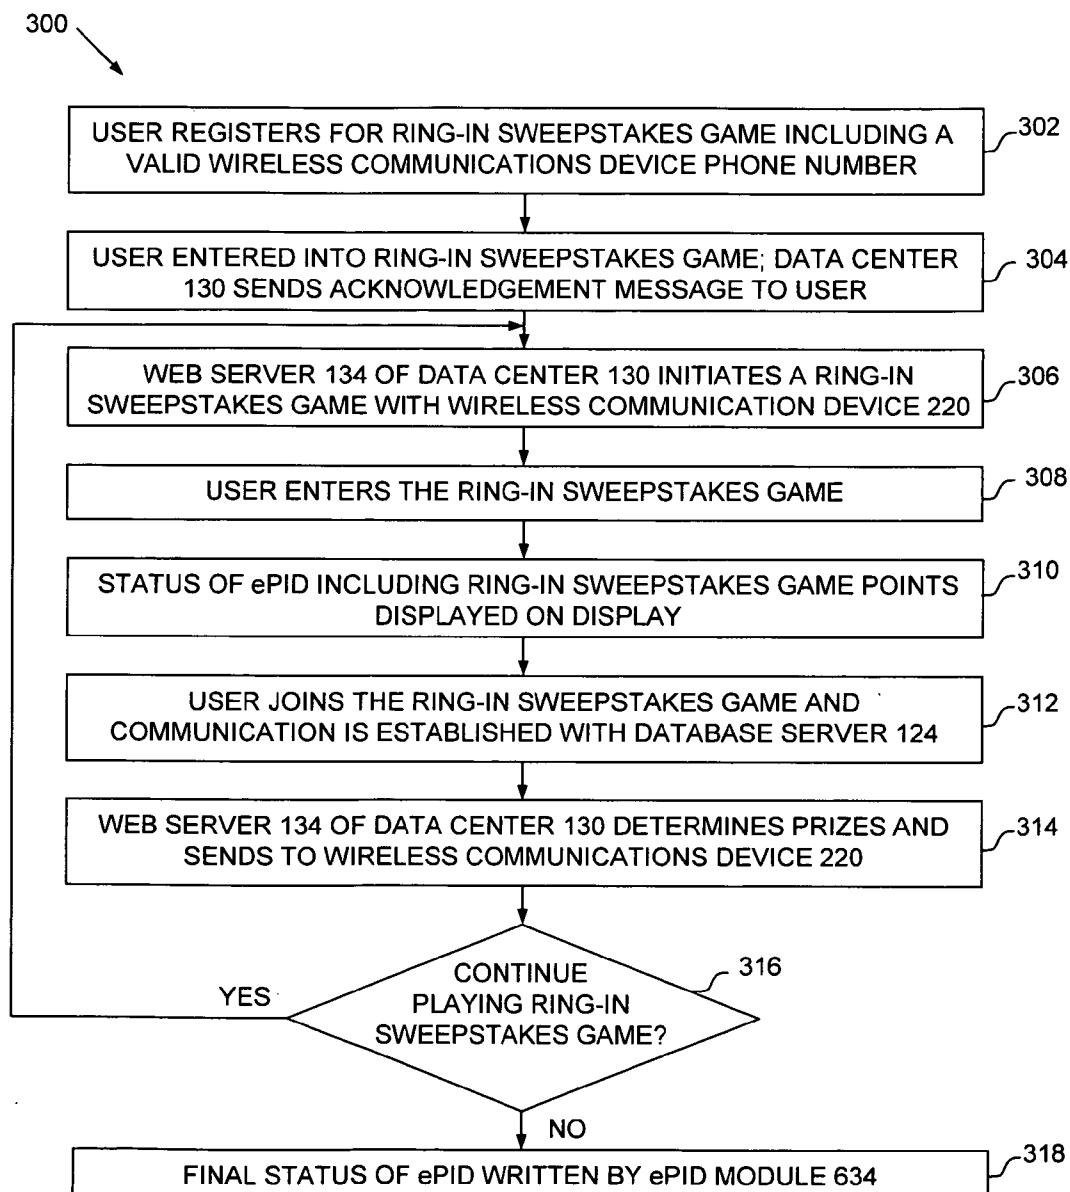 300
USER REGISTERS FOR RING-IN SWEEPSTAKES GAME INCLUDING A
VALID WIRELESS COMMUNICATIONS DEVICE PHONE NUMBER
302
USER ENTERED INTO RING-IN SWEEPSTAKES GAME; DATA CENTER
130 SENDS ACKNOWLEDGEMENT MESSAGE TO USER
304
WEB SERVER 134 OF DATA CENTER 130 INITIATES A RING-IN
SWEEPSTAKES GAME WITH WIRELESS COMMUNICATION DEVICE 220
306
USER ENTERS THE RING-IN SWEEPSTAKES GAME
308
STATUS OF ePID INCLUDING RING-IN SWEEPSTAKES GAME POINTS
DISPLAYED ON DISPLAY
310
USER JOINS THE RING-IN SWEEPSTAKES GAME AND
COMMUNICATION IS ESTABLISHED WITH DATABASE SERVER 124
312
WEB SERVER 134 OF DATA CENTER 130 DETERMINES PRIZES AND
SENDS TO WIRELESS COMMUNICATIONS DEVICE 220
314
CONTINUE
PLAYING RING-IN
SWEEPSTAKES GAME?
316
YES
NO
FINAL STATUS OF ePID WRITTEN BY ePID MODULE 634
318